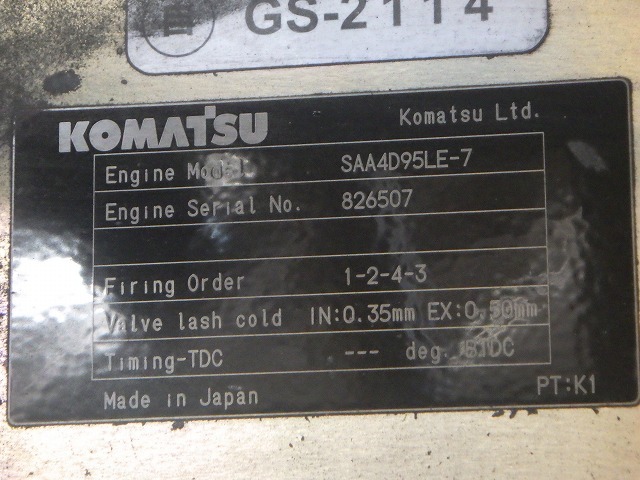 GS-2114
KOMATSU
Komatsu Ltd.
Engine Model SAA4D95LE-7
Engine Serial No. 826507
Firing Order 1-2-4-3
Valve lash cold IN:0.35mm EX:0.50mm
Timing-TDC --- deg. BTDC
Made in Japan PT:K1